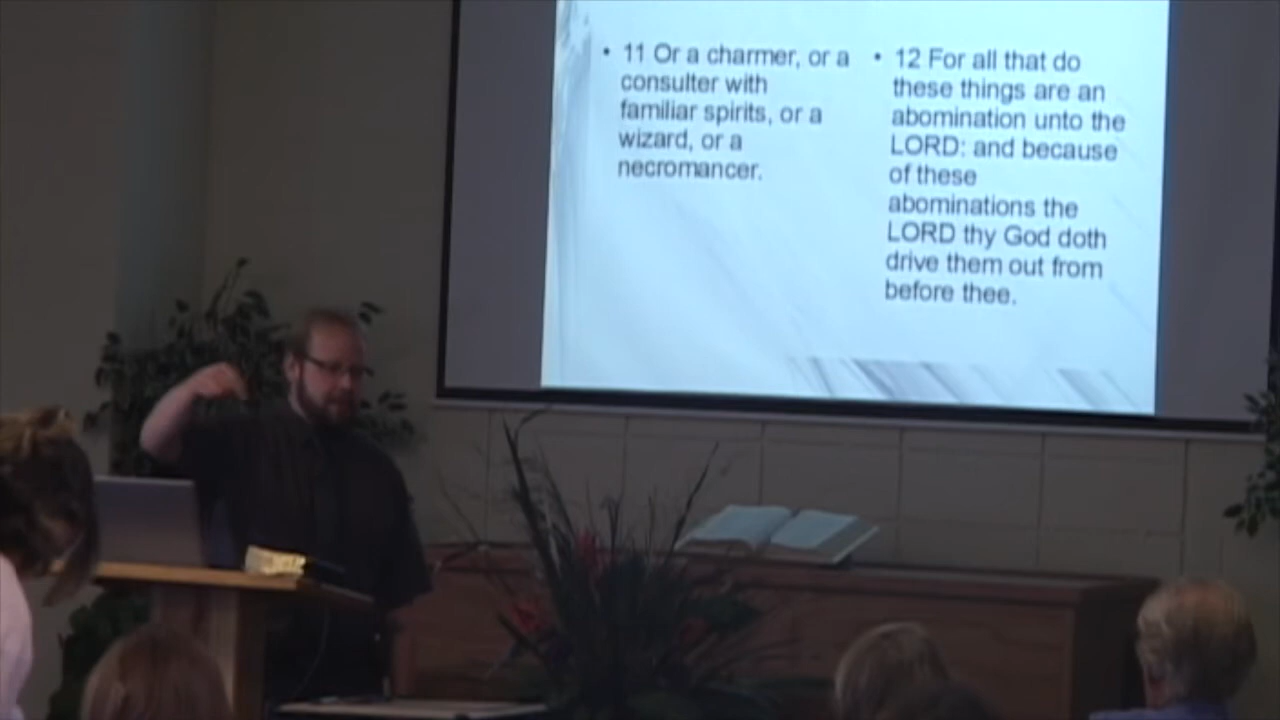 • 11 Or a charmer, or a
consulter with
familiar spirits, or a
wizard, or a
necromancer.
• 12 For all that do
these things are an
abomination unto the
LORD: and because
of these
abominations the
LORD thy God doth
drive them out from
before thee.